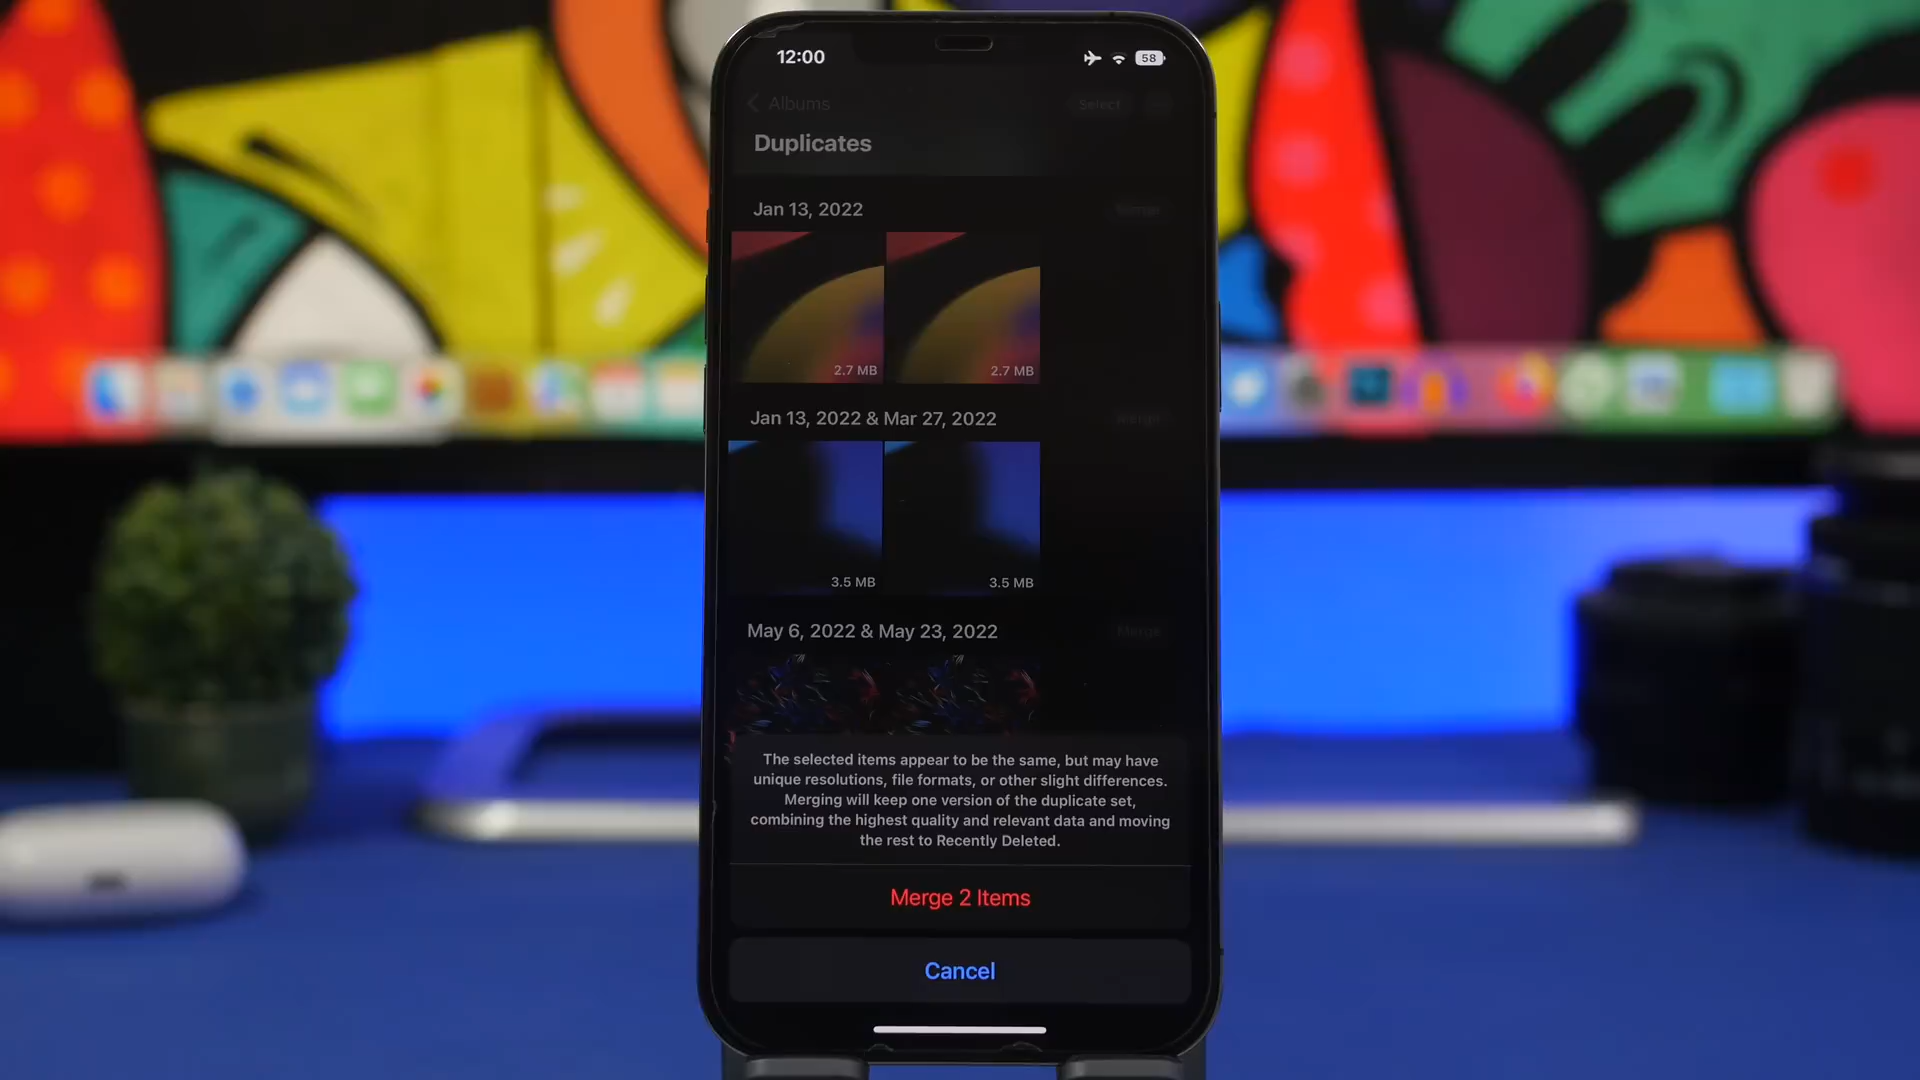 12:00
58
Albums
Select
Duplicates
Jan 13, 2022
Merge
2.7 MB
2.7 MB
Jan 13, 2022 & Mar 27, 2022
Merge
3.5 MB
3.5 MB
May 6, 2022 & May 23, 2022
Merge
The selected items appear to be the same, but may have
unique resolutions, file formats, or other slight differences.
Merging will keep one version of the duplicate set,
combining the highest quality and relevant data and moving
the rest to Recently Deleted.
Merge 2 Items
Cancel